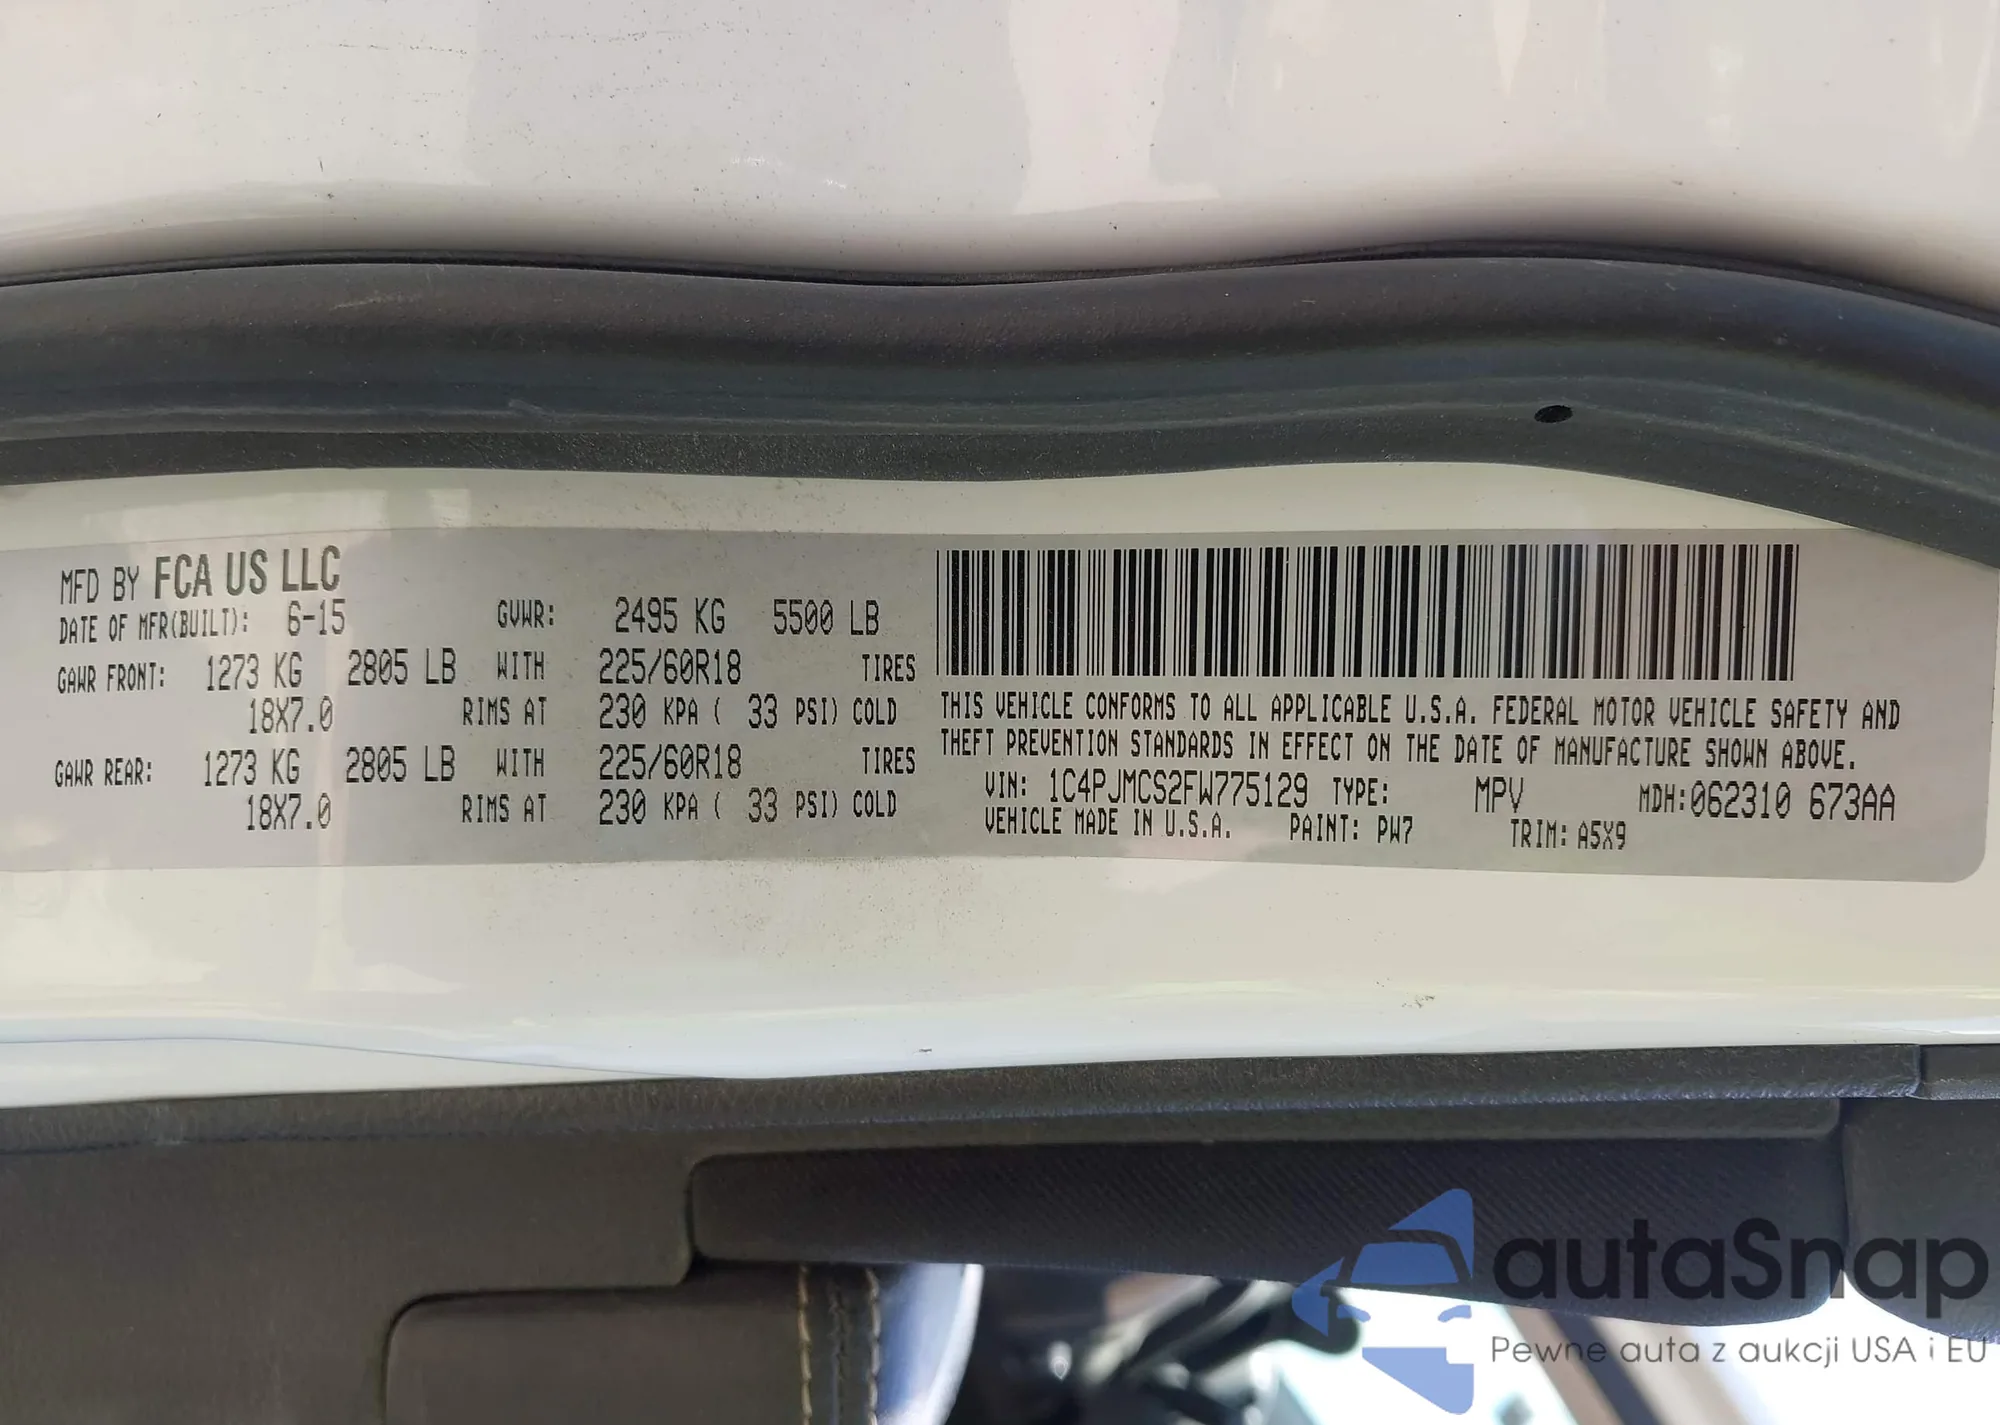 MFD BY FCA US LLC
DATE OF MFR(BUILT): 6-15 GVWR: 2495 KG 5500 LB
GAWR FRONT: 1273 KG 2805 LB WITH 225/60R18 TIRES
18X7.0 RIMS AT 230 KPA ( 33 PSI) COLD
GAWR REAR: 1273 KG 2805 LB WITH 225/60R18 TIRES
18X7.0 RIMS AT 230 KPA ( 33 PSI) COLD
THIS VEHICLE CONFORMS TO ALL APPLICABLE U.S.A. FEDERAL MOTOR VEHICLE SAFETY AND
THEFT PREVENTION STANDARDS IN EFFECT ON THE DATE OF MANUFACTURE SHOWN ABOVE.
VIN: 1C4PJMCS2FW775129 TYPE: MPV MDH:062310 673AA
VEHICLE MADE IN U.S.A. PAINT: PW7 TRIM: A5X9
autaSnap
Pewne auta z aukcji USA i EU